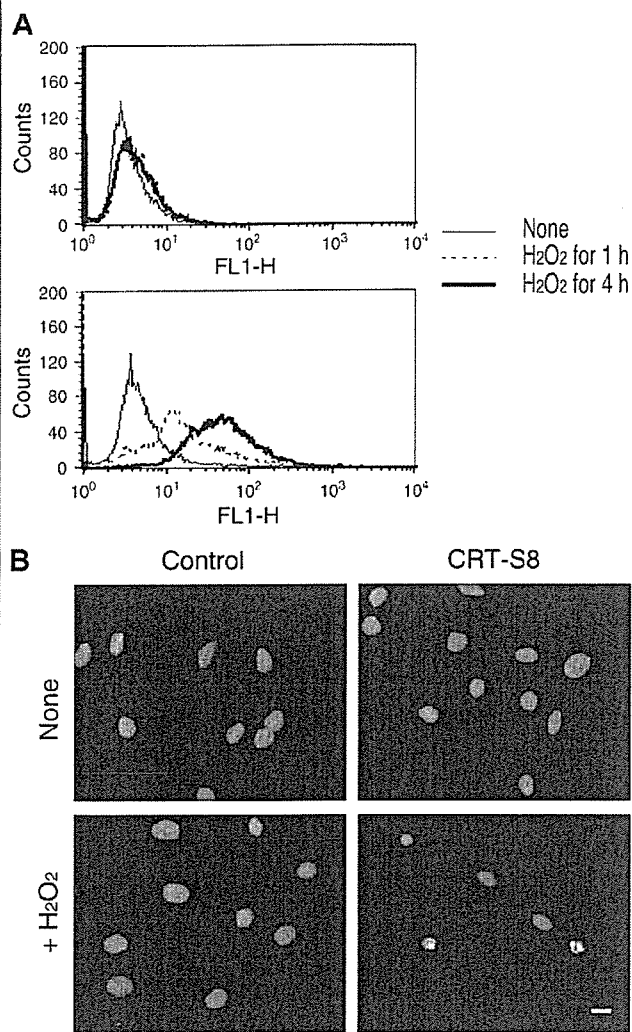 A
200
160
120
80
40
0
Counts
10⁰ 10¹ 10² 10³ 10⁴
FL1-H
None
H₂O₂ for 1 h
H₂O₂ for 4 h
200
160
120
80
40
0
Counts
10⁰ 10¹ 10² 10³ 10⁴
FL1-H
B
Control CRT-S8
None
+ H₂O₂